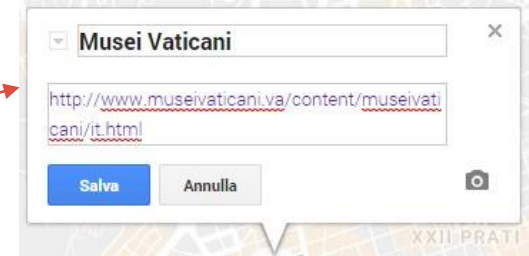 Musei Vaticani
http://www.museivaticani.va/content/museivati
cani/it.html
Salva Annulla
XXII PRATI